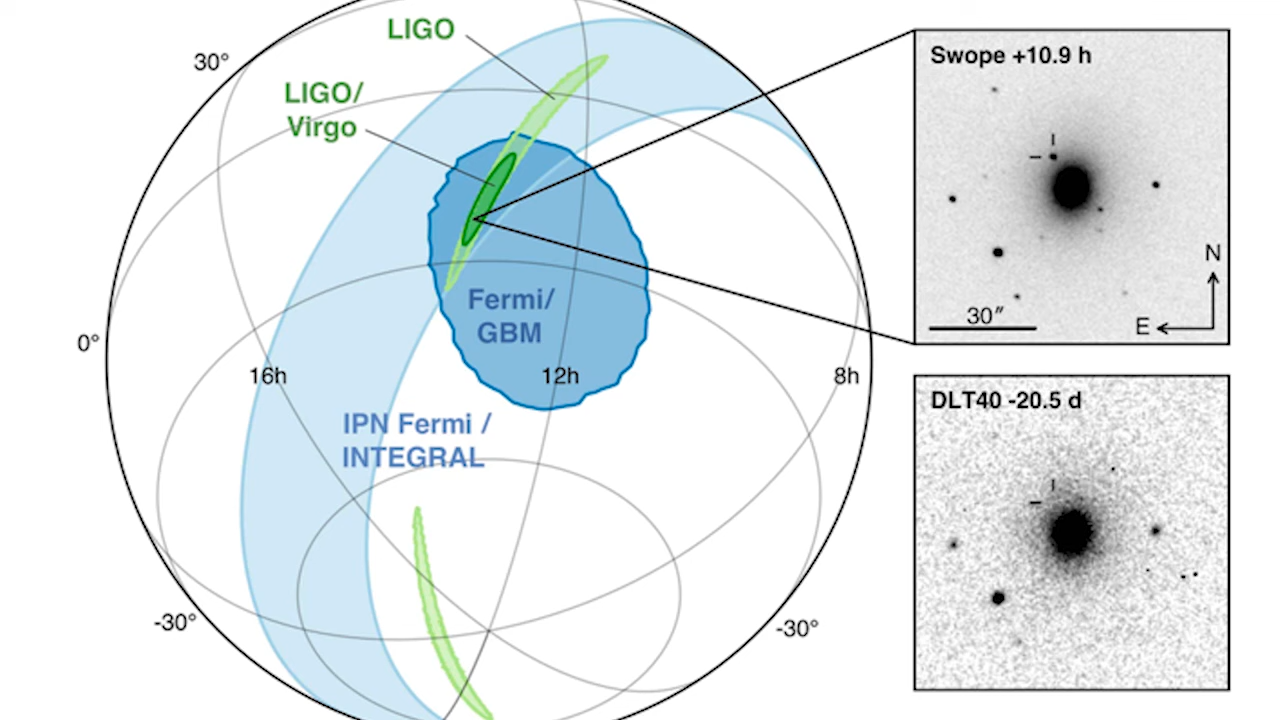 LIGO
30°
LIGO/
Virgo
0°
16h
12h
8h
Fermi/
GBM
IPN Fermi /
INTEGRAL
-30°
-30°
Swope +10.9 h
N
30″
E
DLT40 -20.5 d